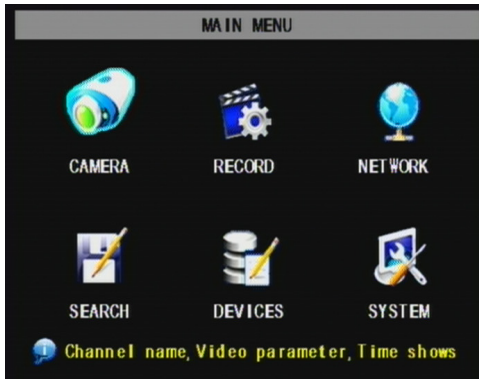 MAIN MENU
CAMERA RECORD NETWORK
SEARCH DEVICES SYSTEM
Channel name, Video parameter, Time shows